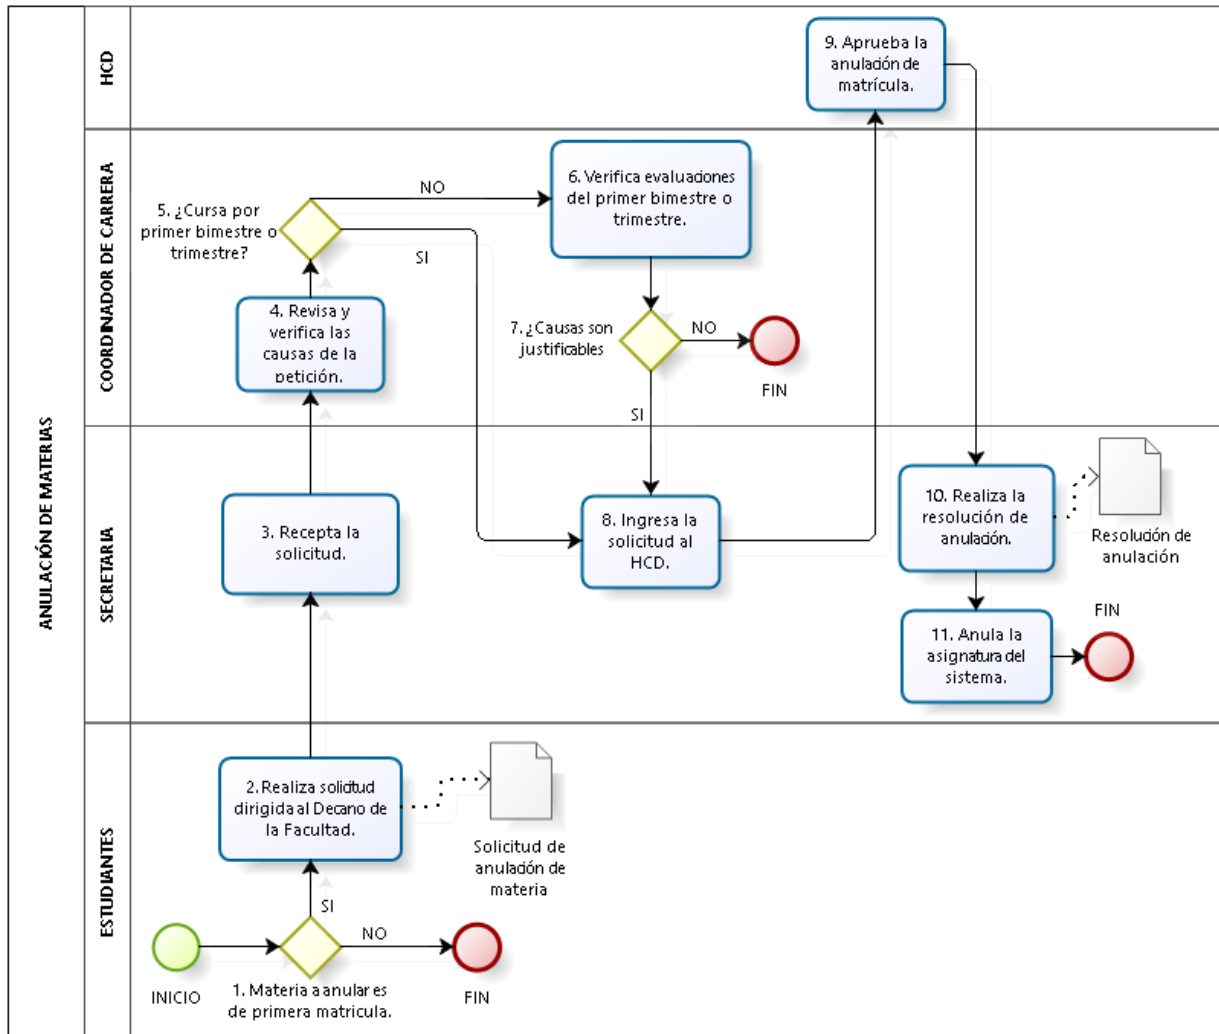 ANULACIÓN DE MATERIAS
HCD
9. Aprueba la
anulación de
matrícula.
COORDINADOR DE CARRERA
5. ¿Cursa por
primer bimestre o
trimestre?
NO
SI
6. Verifica evaluaciones
del primer bimestre o
trimestre.
4. Revisa y
verifica las
causas de la
petición.
7. ¿Causas son
justificables
NO
FIN
SI
SECRETARIA
3. Recepta la
solicitud.
8. Ingresa la
solicitud al
HCD.
10. Realiza la
resolución de
anulación.
Resolución de
anulación
11. Anula la
asignatura del
sistema.
FIN
ESTUDIANTES
2. Realiza solicitud
dirigida al Decano de
la Facultad.
Solicitud de
anulación de
materia
SI
NO
INICIO
1. Materia a anular es
de primera matricula.
FIN